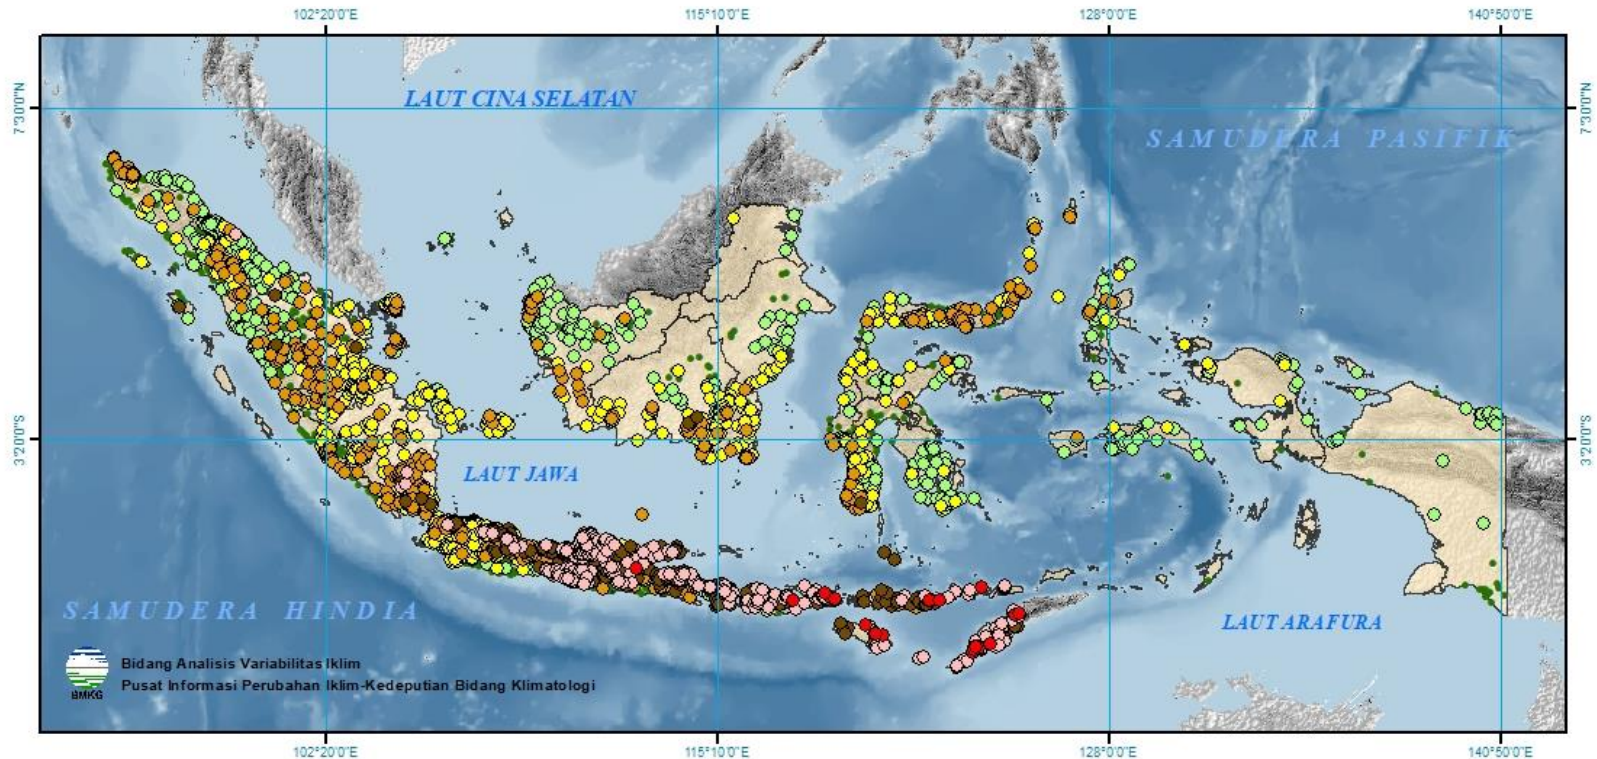 102°20'0"E 115°10'0"E 128°0'0"E 140°50'0"E
LAUT CINA SELATAN
7°30'0"N 7°30'0"N
SAMUDERA PASIFIK
3°20'0"S 3°20'0"S
LAUT JAWA
SAMUDERA HINDIA
LAUT ARAFURA
Bidang Analisis Variabilitas Iklim
Pusat Informasi Perubahan Iklim-Kedeputian Bidang Klimatologi
BMKG
102°20'0"E 115°10'0"E 128°0'0"E 140°50'0"E